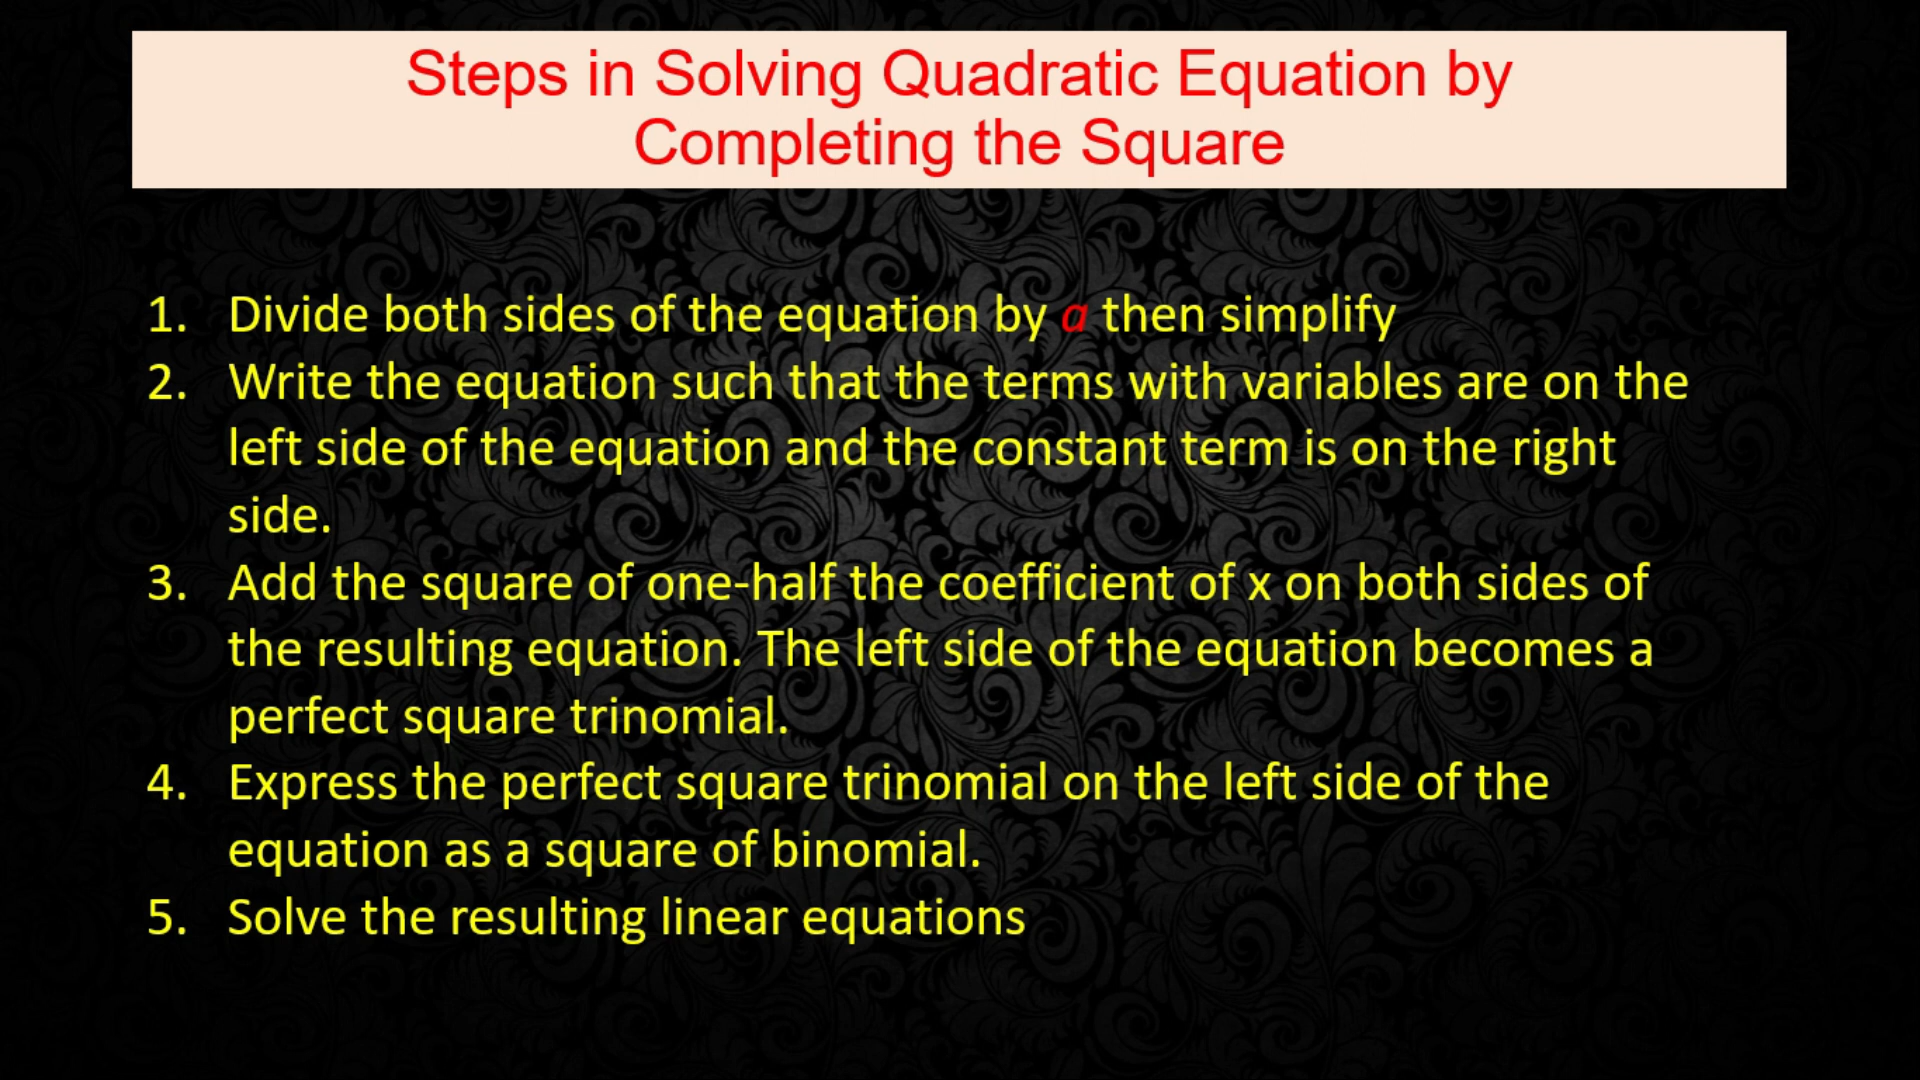 Steps in Solving Quadratic Equation by
Completing the Square
1. Divide both sides of the equation by a then simplify
2. Write the equation such that the terms with variables are on the
left side of the equation and the constant term is on the right
side.
3. Add the square of one-half the coefficient of x on both sides of
the resulting equation. The left side of the equation becomes a
perfect square trinomial.
4. Express the perfect square trinomial on the left side of the
equation as a square of binomial.
5. Solve the resulting linear equations